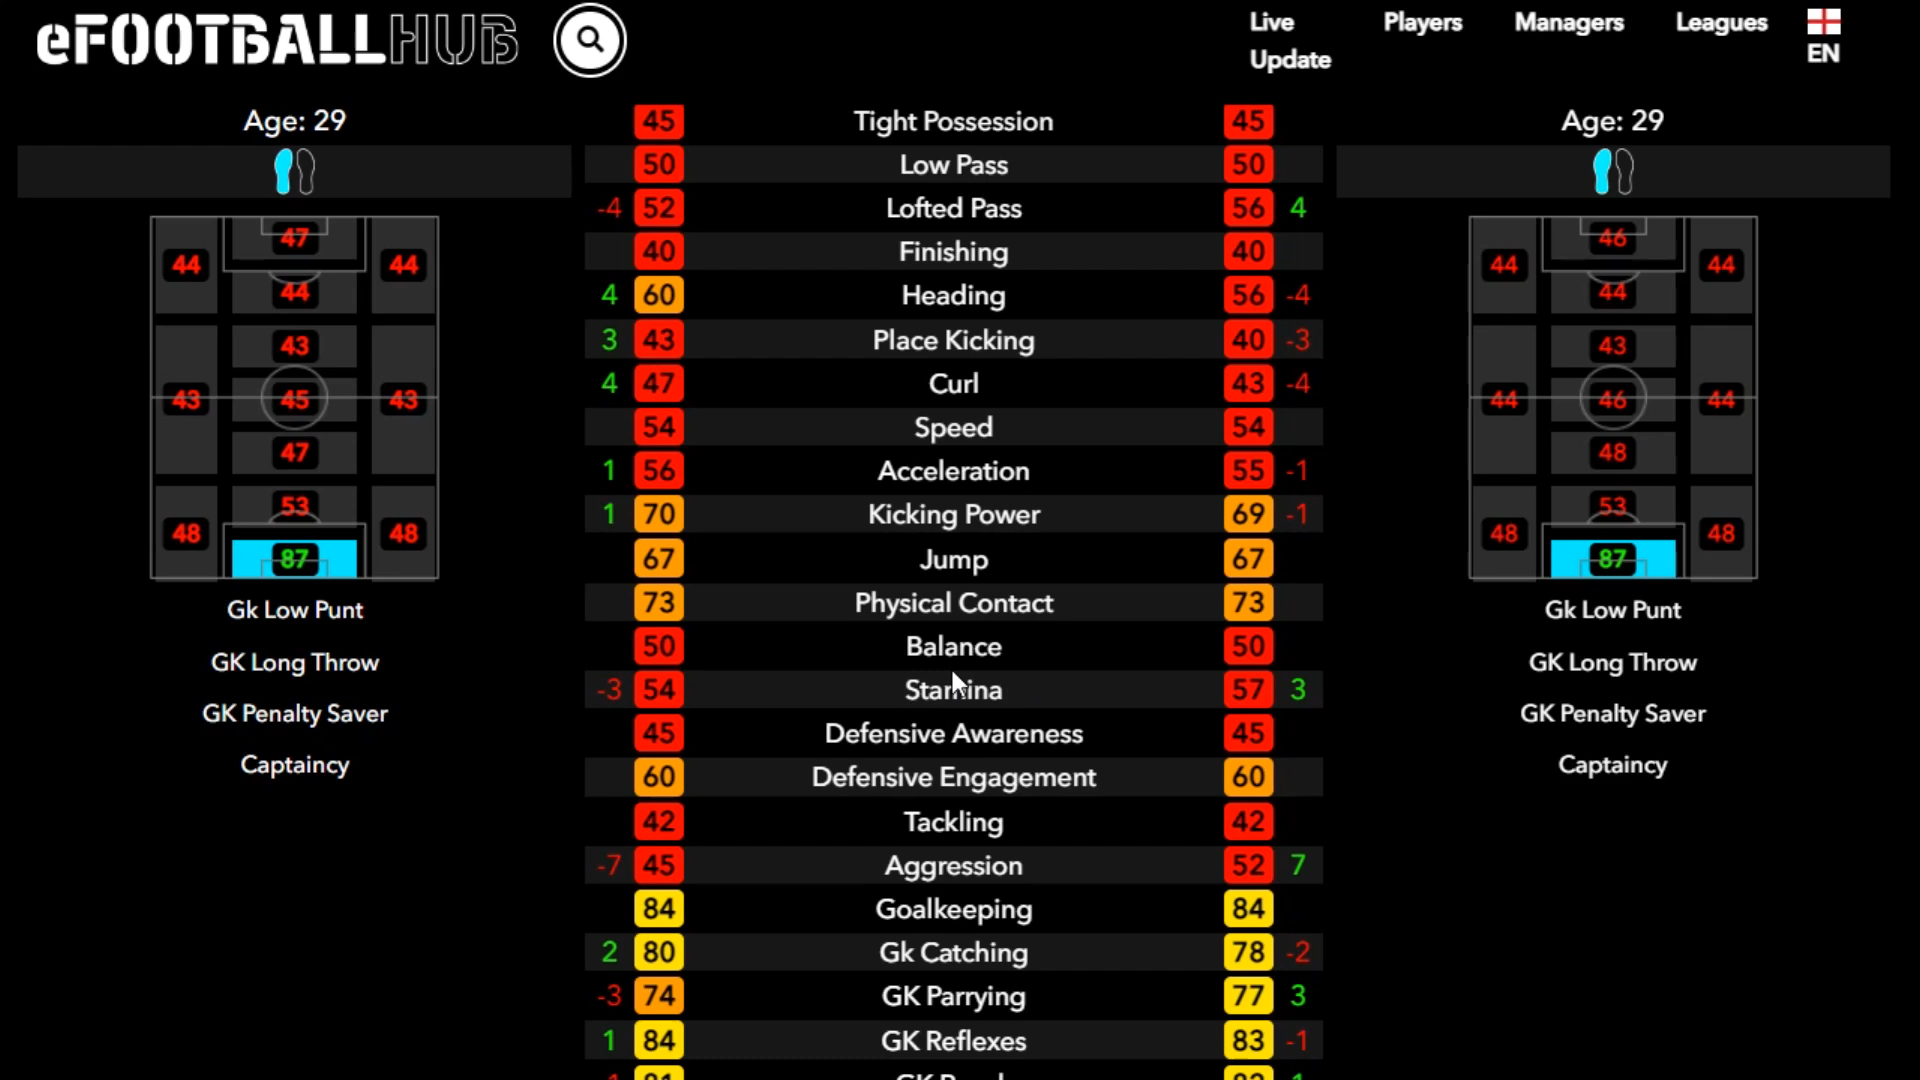 eFOOTBALLHUB
Live Update
Players
Managers
Leagues
EN
Age: 29
47
44 44
44
43
43 45 43
47
53
48 48
87
Gk Low Punt
GK Long Throw
GK Penalty Saver
Captaincy
45 Tight Possession 45
50 Low Pass 50
-4 52 Lofted Pass 56 4
40 Finishing 40
4 60 Heading 56 -4
3 43 Place Kicking 40 -3
4 47 Curl 43 -4
54 Speed 54
1 56 Acceleration 55 -1
1 70 Kicking Power 69 -1
67 Jump 67
73 Physical Contact 73
50 Balance 50
-3 54 Stamina 57 3
45 Defensive Awareness 45
60 Defensive Engagement 60
42 Tackling 42
-7 45 Aggression 52 7
84 Goalkeeping 84
2 80 Gk Catching 78 -2
-3 74 GK Parrying 77 3
1 84 GK Reflexes 83 -1
Age: 29
46
44 44
44
43
44 46 44
48
53
48 48
87
Gk Low Punt
GK Long Throw
GK Penalty Saver
Captaincy